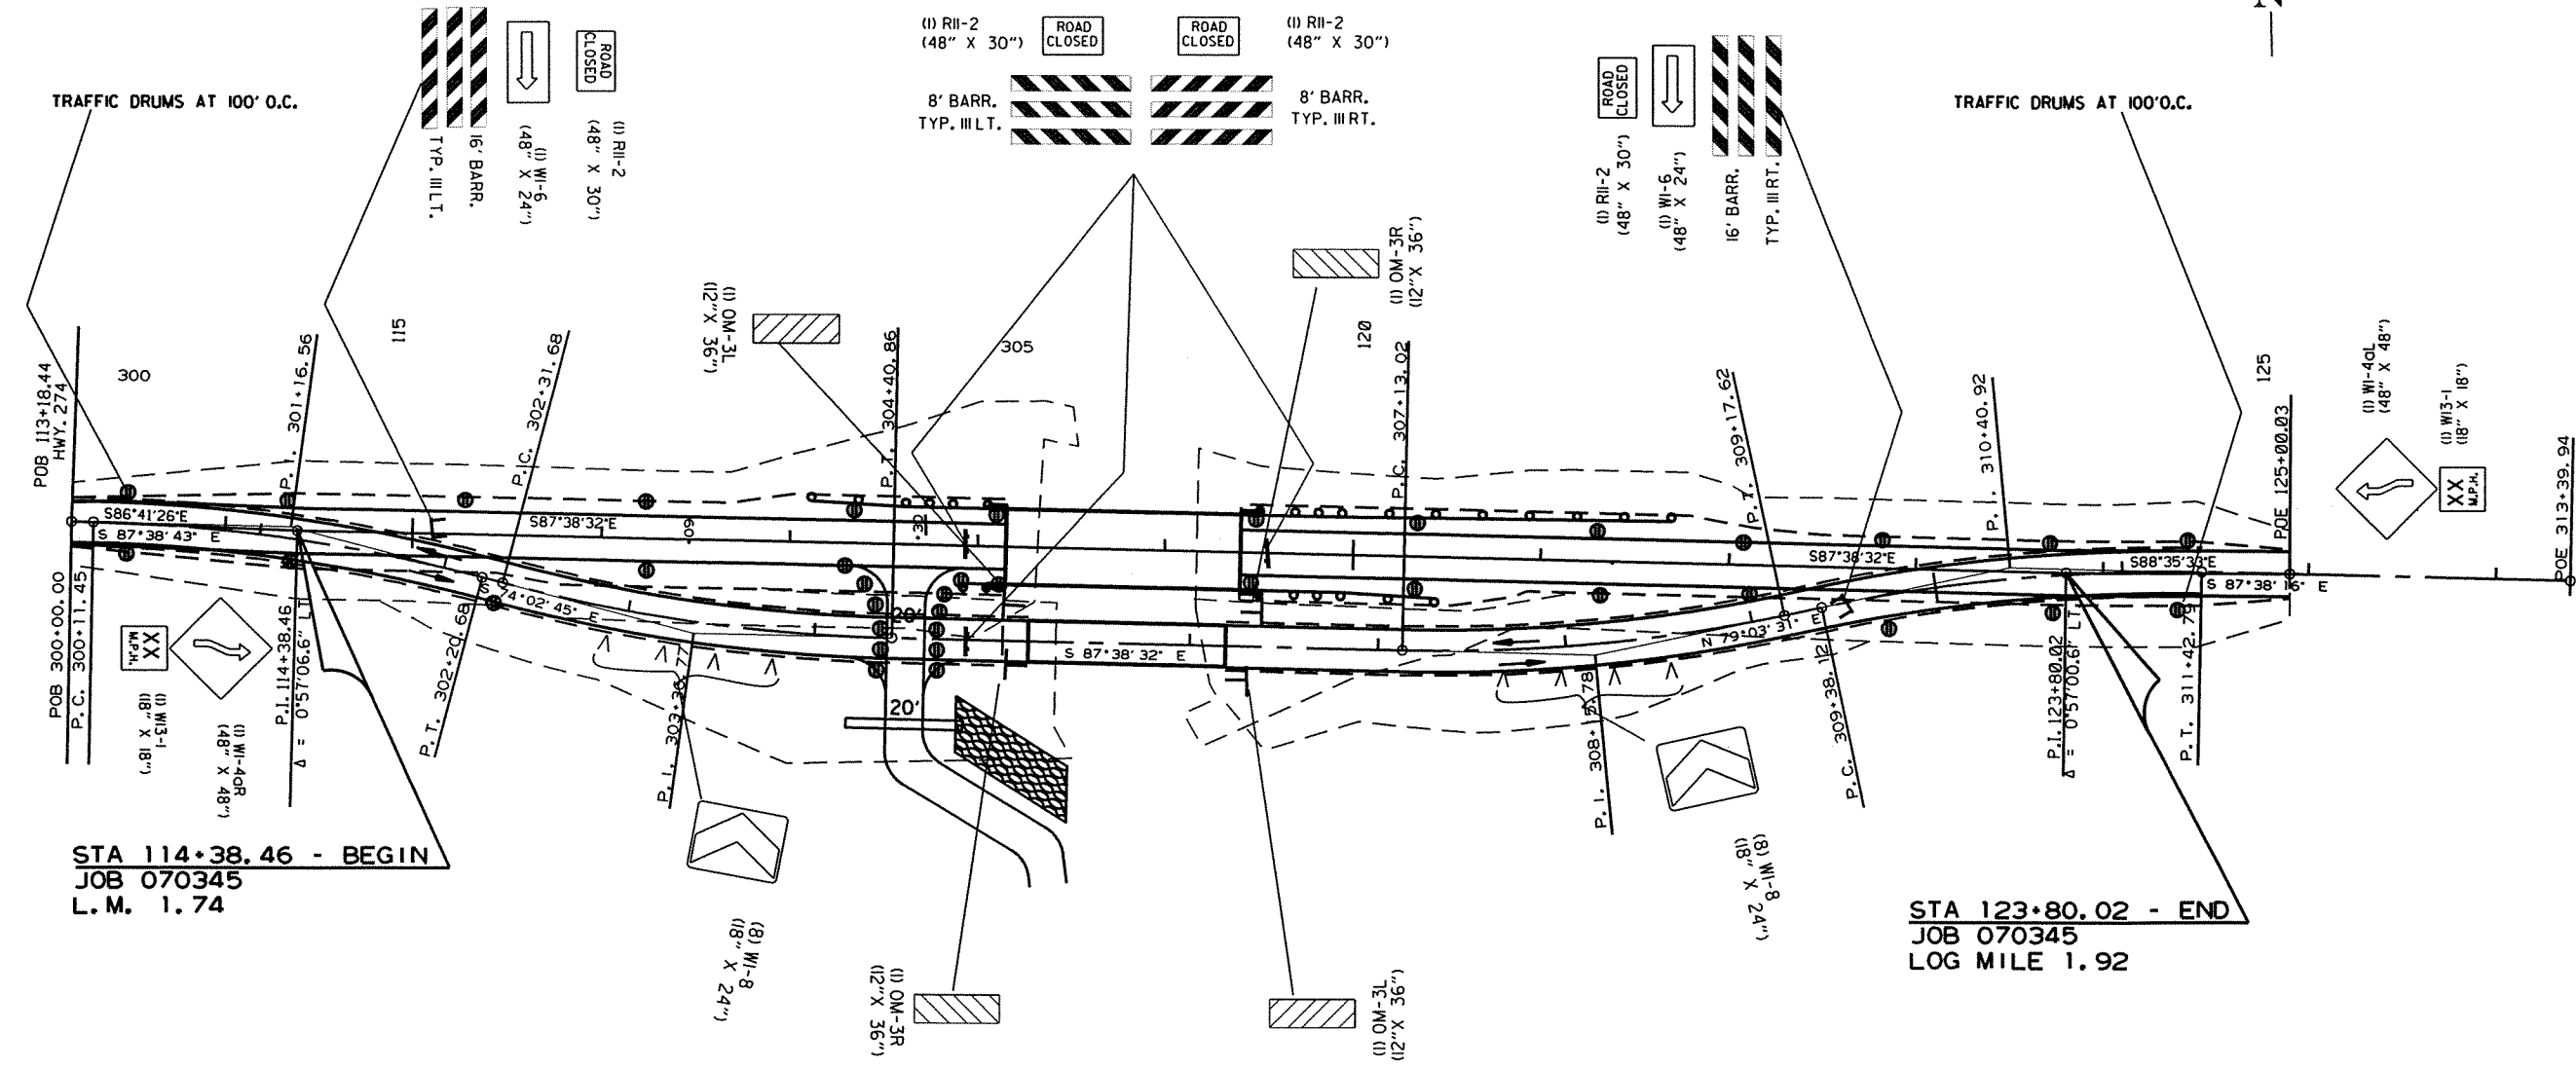 N
(1) R11-2
(48" X 30")
ROAD
CLOSED
ROAD
CLOSED
(1) R11-2
(48" X 30")
8' BARR.
TYP. III LT.
8' BARR.
TYP. III RT.
TRAFFIC DRUMS AT 100' O.C.
TYP. III LT.
16' BARR.
(1) W1-6
(48" X 24")
ROAD
CLOSED
(1) R11-2
(48" X 30")
ROAD
CLOSED
(1) R11-2
(48" X 30")
(1) W1-6
(48" X 24")
16' BARR.
TYP. III RT.
TRAFFIC DRUMS AT 100'O.C.
(1) OM-3L
(12"X 36")
(1) OM-3R
(12"X 36")
POB 113+18.44
HWY. 274
300
P.I. 301+16.56
115
P.C. 302+31.68
P.T. 304+40.86
305
120
P.C. 307+13.02
P.T. 309+17.62
P.I. 310+40.92
125
POE 125+00.03
(1) W1-4aL
(48" X 48")
(1) W13-1
(18" X 18")
XX
M.P.H.
POE 313+39.94
S86°41'26"E
S 87°38'43" E
S87°38'32"E
60+
+30
S 74°02'45" E
20'
S 87°38'32" E
N 79°03'31" E
S87°38'32"E
S88°35'33"E
S 87°38'16" E
POB 300+00.00
P.C. 300+11.45
XX
M.P.H.
(1) W13-1
(18" X 18")
(1) W1-4aR
(48" X 48")
P.I. 114+38.46
Δ = 0°57'06.6" LT
P.T. 302+20.68
P.I. 303+36.77
20'
P.I. 308+15.78
P.C. 309+38.12
P.I. 123+80.02
Δ = 0°57'00.6" LT
P.T. 311+42.79
STA 114+38.46 - BEGIN
JOB 070345
L.M. 1.74
(8) W1-8
(18" X 24")
(1) OM-3R
(12"X 36")
(1) OM-3L
(12"X 36")
(8) W1-8
(18" X 24")
STA 123+80.02 - END
JOB 070345
LOG MILE 1.92